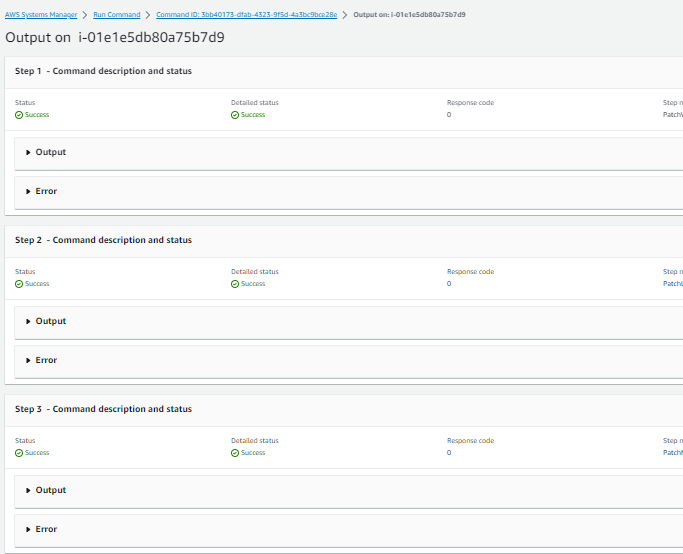 AWS Systems Manager > Run Command > Command ID: 3bb40173-dfab-4323-9f5d-4a3bc9bce28e > Output on: i-01e1e5db80a75b7d9
Output on i-01e1e5db80a75b7d9
Step 1 - Command description and status
Status Detailed status Response code Step n
Success Success 0 PatchW
Output
Error
Step 2 - Command description and status
Status Detailed status Response code Step n
Success Success 0 PatchL
Output
Error
Step 3 - Command description and status
Status Detailed status Response code Step n
Success Success 0 PatchM
Output
Error